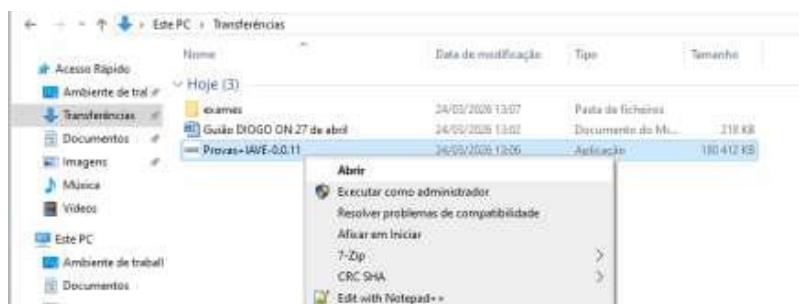 Este PC › Transferências
Nome Data de modificação Tipo Tamanho
Acesso Rápido
Hoje (3)
Ambiente de tral
exames 24/03/2026 13:07 Pasta de ficheiros
Transferências
Guião DIOGO ON 27 de abril 24/03/2026 13:02 Documento do Mi... 218 KB
Documentos
Provas+IAVE-0.0.11 24/03/2026 13:06 Aplicação 180 412 KB
Imagens
Abrir
Música
Executar como administrador
Vídeos
Resolver problemas de compatibilidade
Afixar em Iniciar
Este PC
7-Zip
Ambiente de traball
CRC SHA
Documentos
Edit with Notepad++